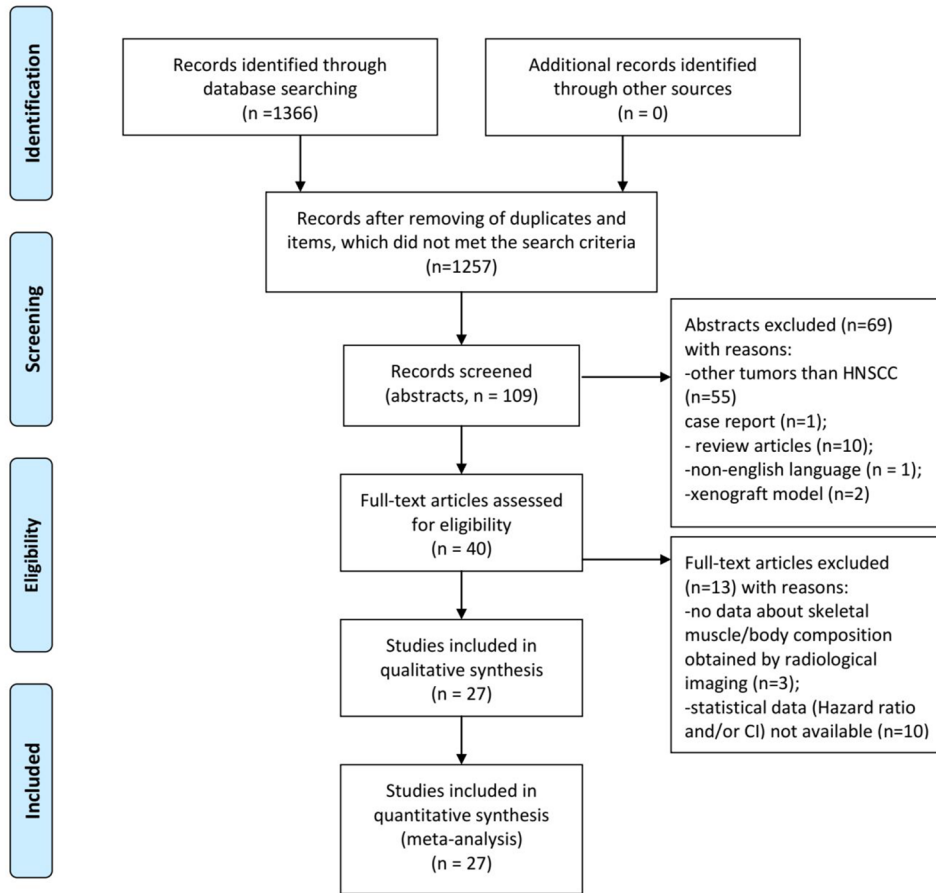 Identification
Records identified through
database searching
(n =1366)
Additional records identified
through other sources
(n = 0)
Records after removing of duplicates and
items, which did not met the search criteria
(n=1257)
Screening
Records screened
(abstracts, n = 109)
Abstracts excluded (n=69)
with reasons:
-other tumors than HNSCC
(n=55)
case report (n=1);
- review articles (n=10);
-non-english language (n = 1);
-xenograft model (n=2)
Eligibility
Full-text articles assessed
for eligibility
(n = 40)
Full-text articles excluded
(n=13) with reasons:
-no data about skeletal
muscle/body composition
obtained by radiological
imaging (n=3);
-statistical data (Hazard ratio
and/or CI) not available (n=10)
Studies included in
qualitative synthesis
(n = 27)
Included
Studies included in
quantitative synthesis
(meta-analysis)
(n = 27)